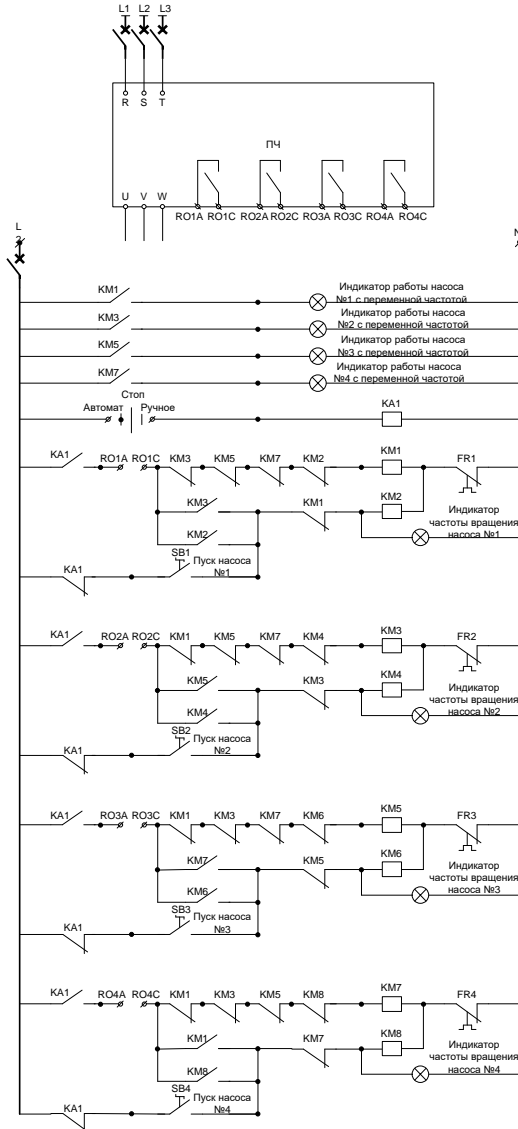 L1 L2 L3
R S T
ПЧ
U V W
RO1A RO1C RO2A RO2C RO3A RO3C RO4A RO4C
L
2
N
KM1
Индикатор работы насоса
№1 с переменной частотой
KM3
Индикатор работы насоса
№2 с переменной частотой
KM5
Индикатор работы насоса
№3 с переменной частотой
KM7
Индикатор работы насоса
№4 с переменной частотой
Стоп
Автомат Ручное
KA1
KA1 RO1A RO1C KM3 KM5 KM7 KM2 KM1 FR1
KM3 KM1 KM2
Индикатор
частоты вращения
насоса №1
KM2
SB1
Пуск насоса
№1
KA1
KA1 RO2A RO2C KM1 KM5 KM7 KM4 KM3 FR2
KM5 KM3 KM4
Индикатор
частоты вращения
насоса №2
KM4
SB2
Пуск насоса
№2
KA1
KA1 RO3A RO3C KM1 KM3 KM7 KM6 KM5 FR3
KM7 KM5 KM6
Индикатор
частоты вращения
насоса №3
KM6
SB3
Пуск насоса
№3
KA1
KA1 RO4A RO4C KM1 KM3 KM5 KM8 KM7 FR4
KM1 KM7 KM8
Индикатор
частоты вращения
насоса №4
KM8
SB4
Пуск насоса
№4
KA1